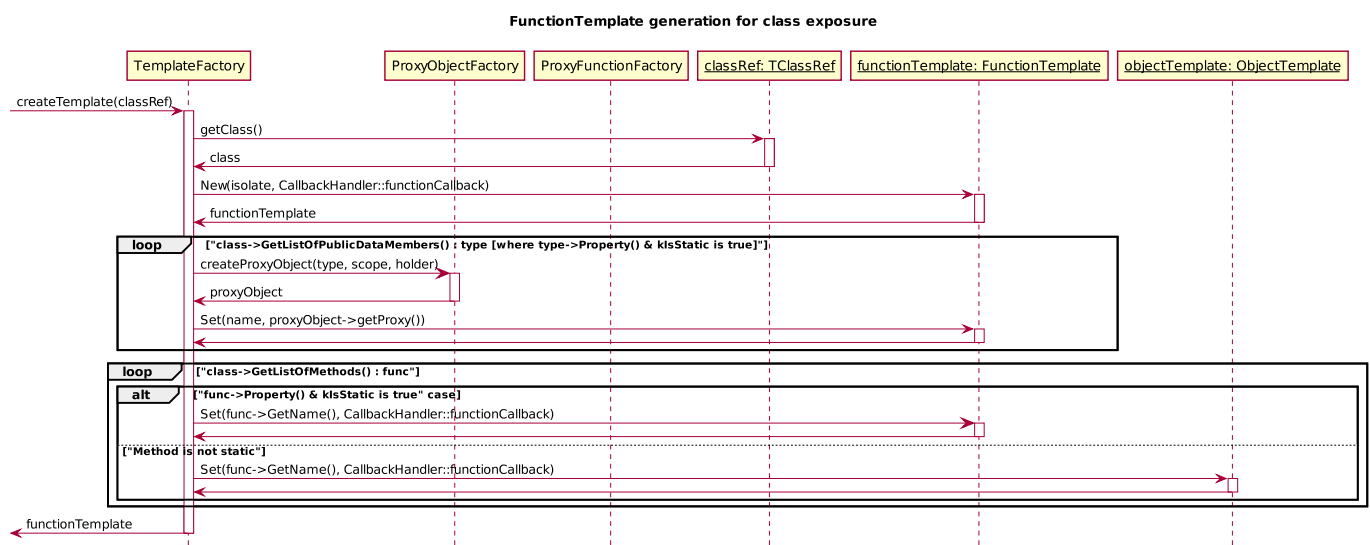 FunctionTemplate generation for class exposure
TemplateFactory
ProxyObjectFactory
ProxyFunctionFactory
classRef: TClassRef
functionTemplate: FunctionTemplate
objectTemplate: ObjectTemplate
createTemplate(classRef)
getClass()
class
New(isolate, CallbackHandler::functionCallback)
functionTemplate
loop ["class->GetListOfPublicDataMembers() : type [where type->Property() & kIsStatic is true]"]
createProxyObject(type, scope, holder)
proxyObject
Set(name, proxyObject->getProxy())
loop ["class->GetListOfMethods() : func"]
alt ["func->Property() & kIsStatic is true" case]
Set(func->GetName(), CallbackHandler::functionCallback)
["Method is not static"]
Set(func->GetName(), CallbackHandler::functionCallback)
functionTemplate